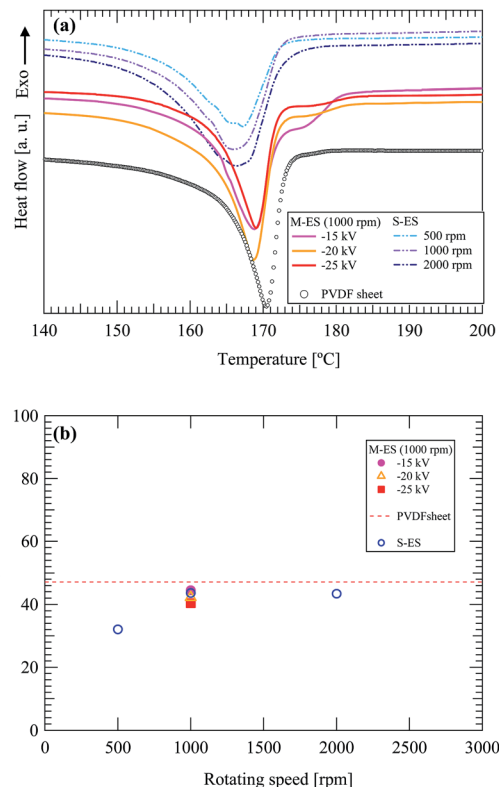 (a)
Exo
Heat flow [a. u.]
M-ES (1000 rpm) S-ES
-15 kV 500 rpm
-20 kV 1000 rpm
-25 kV 2000 rpm
PVDF sheet
140 150 160 170 180 190 200
Temperature [ºC]
(b)
100
80
60
40
20
0
M-ES (1000 rpm)
-15 kV
-20 kV
-25 kV
PVDFsheet
S-ES
0 500 1000 1500 2000 2500 3000
Rotating speed [rpm]